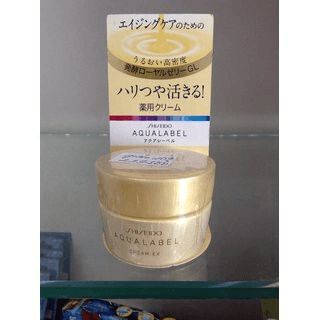 エイジングケアのための
うるおい高密度
発酵ローヤルゼリーGL
ハリつや活きる!
薬用クリーム
SHISEIDO
AQUALABEL
アクアレーベル
SHISEIDO
AQUALABEL
CREAM EX